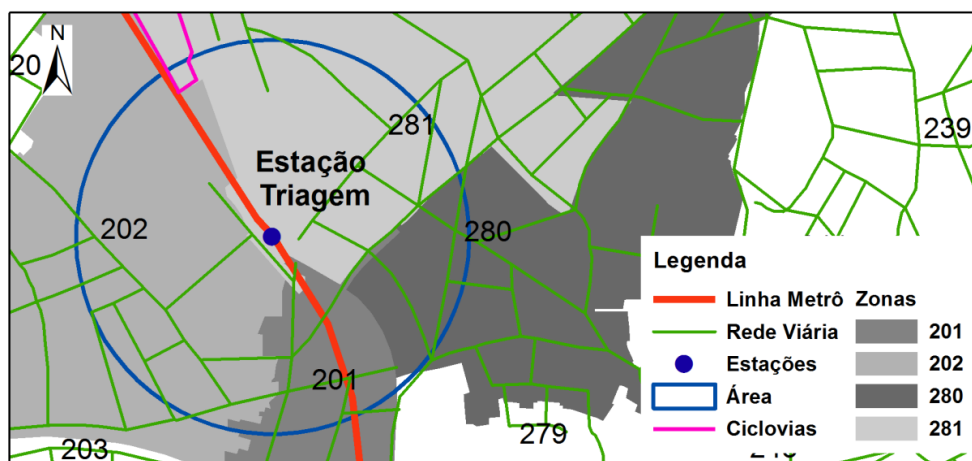 N
20
281
239
Estação
Triagem
202
280
201
203
279
Legenda
Linha Metrô Zonas
Rede Viária 201
Estações 202
Área 280
Ciclovias 281